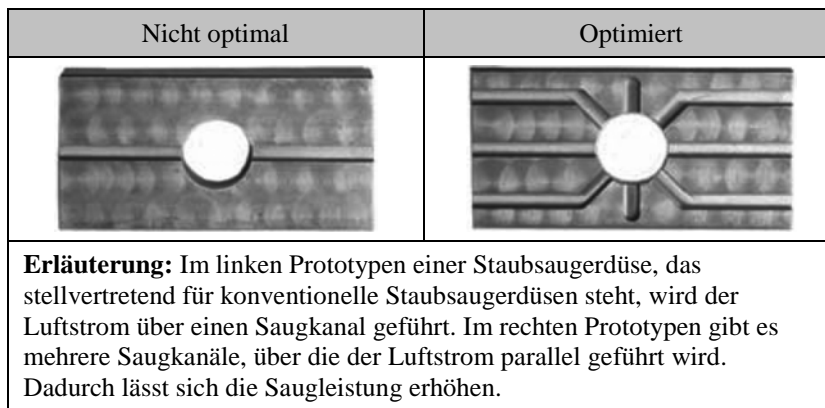 Nicht optimal
Optimiert
Erläuterung: Im linken Prototypen einer Staubsaugerdüse, das
stellvertretend für konventionelle Staubsaugerdüsen steht, wird der
Luftstrom über einen Saugkanal geführt. Im rechten Prototypen gibt es
mehrere Saugkanäle, über die der Luftstrom parallel geführt wird.
Dadurch lässt sich die Saugleistung erhöhen.